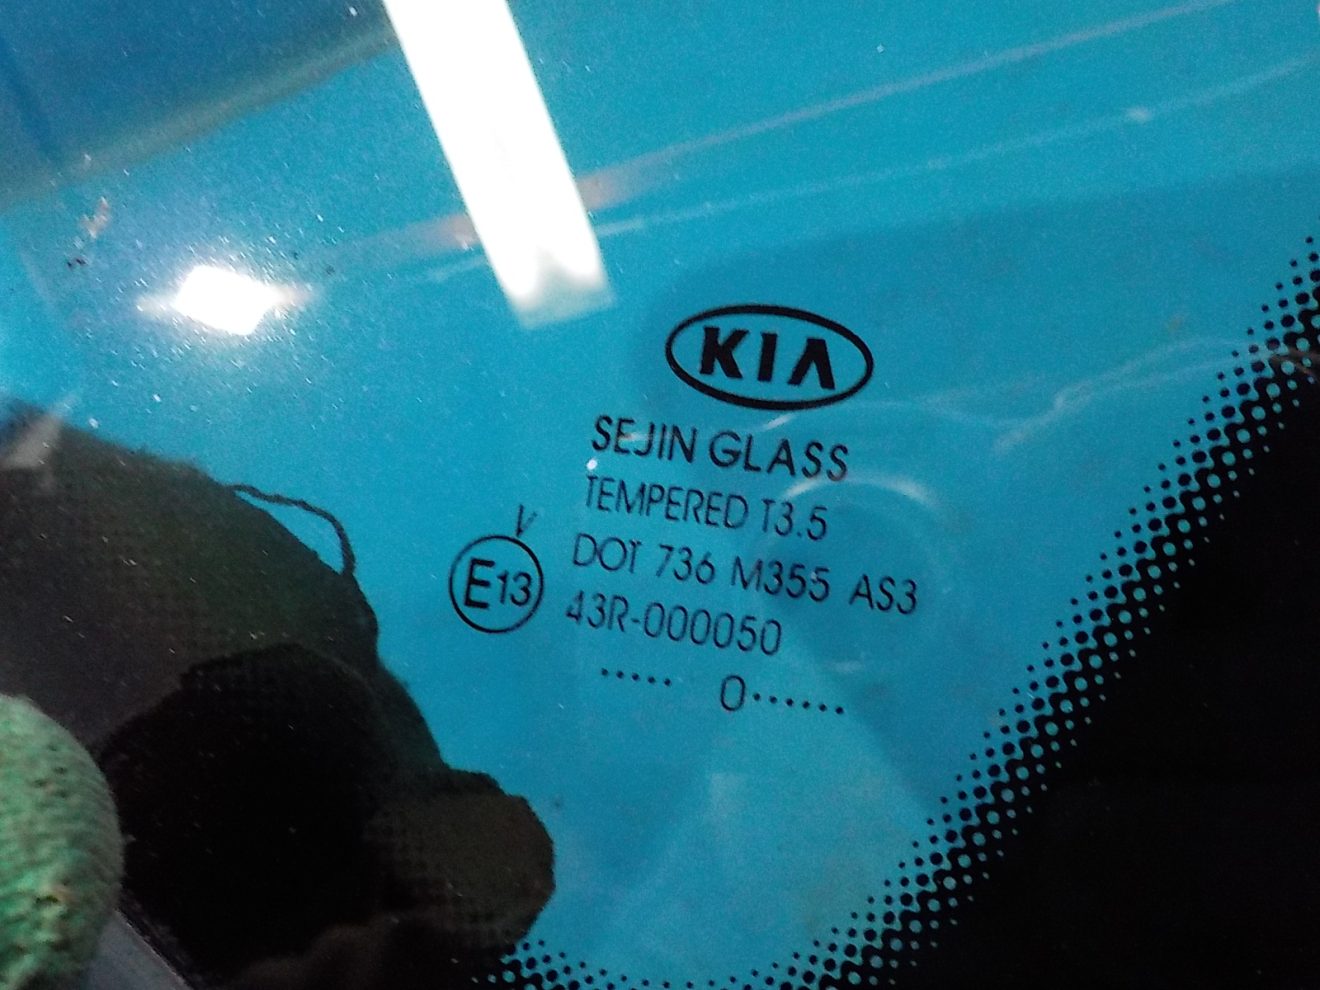 KIA
SEJIN GLASS
TEMPERED T3.5
V
DOT 736 M355 AS3
E13
43R-000050
..... 0......